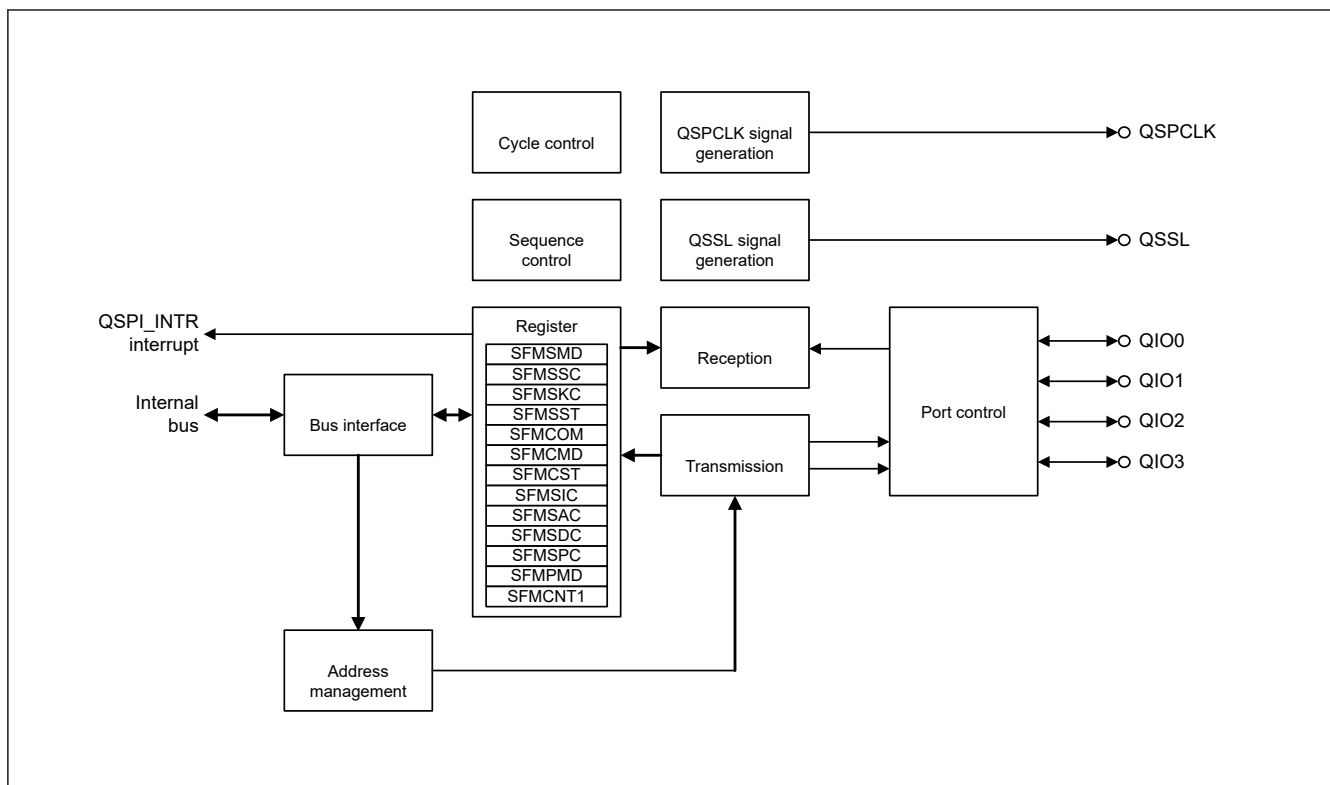 Cycle control
QSPCLK signal
generation
QSPCLK
Sequence
control
QSSL signal
generation
QSSL
QSPI_INTR
interrupt
Internal
bus
Bus interface
Register
SFMSMD
SFMSSC
SFMSKC
SFMSST
SFMCOM
SFMCMD
SFMCST
SFMSIC
SFMSAC
SFMSDC
SFMSPC
SFMPMD
SFMCNT1
Reception
Transmission
Port control
QIO0
QIO1
QIO2
QIO3
Address
management